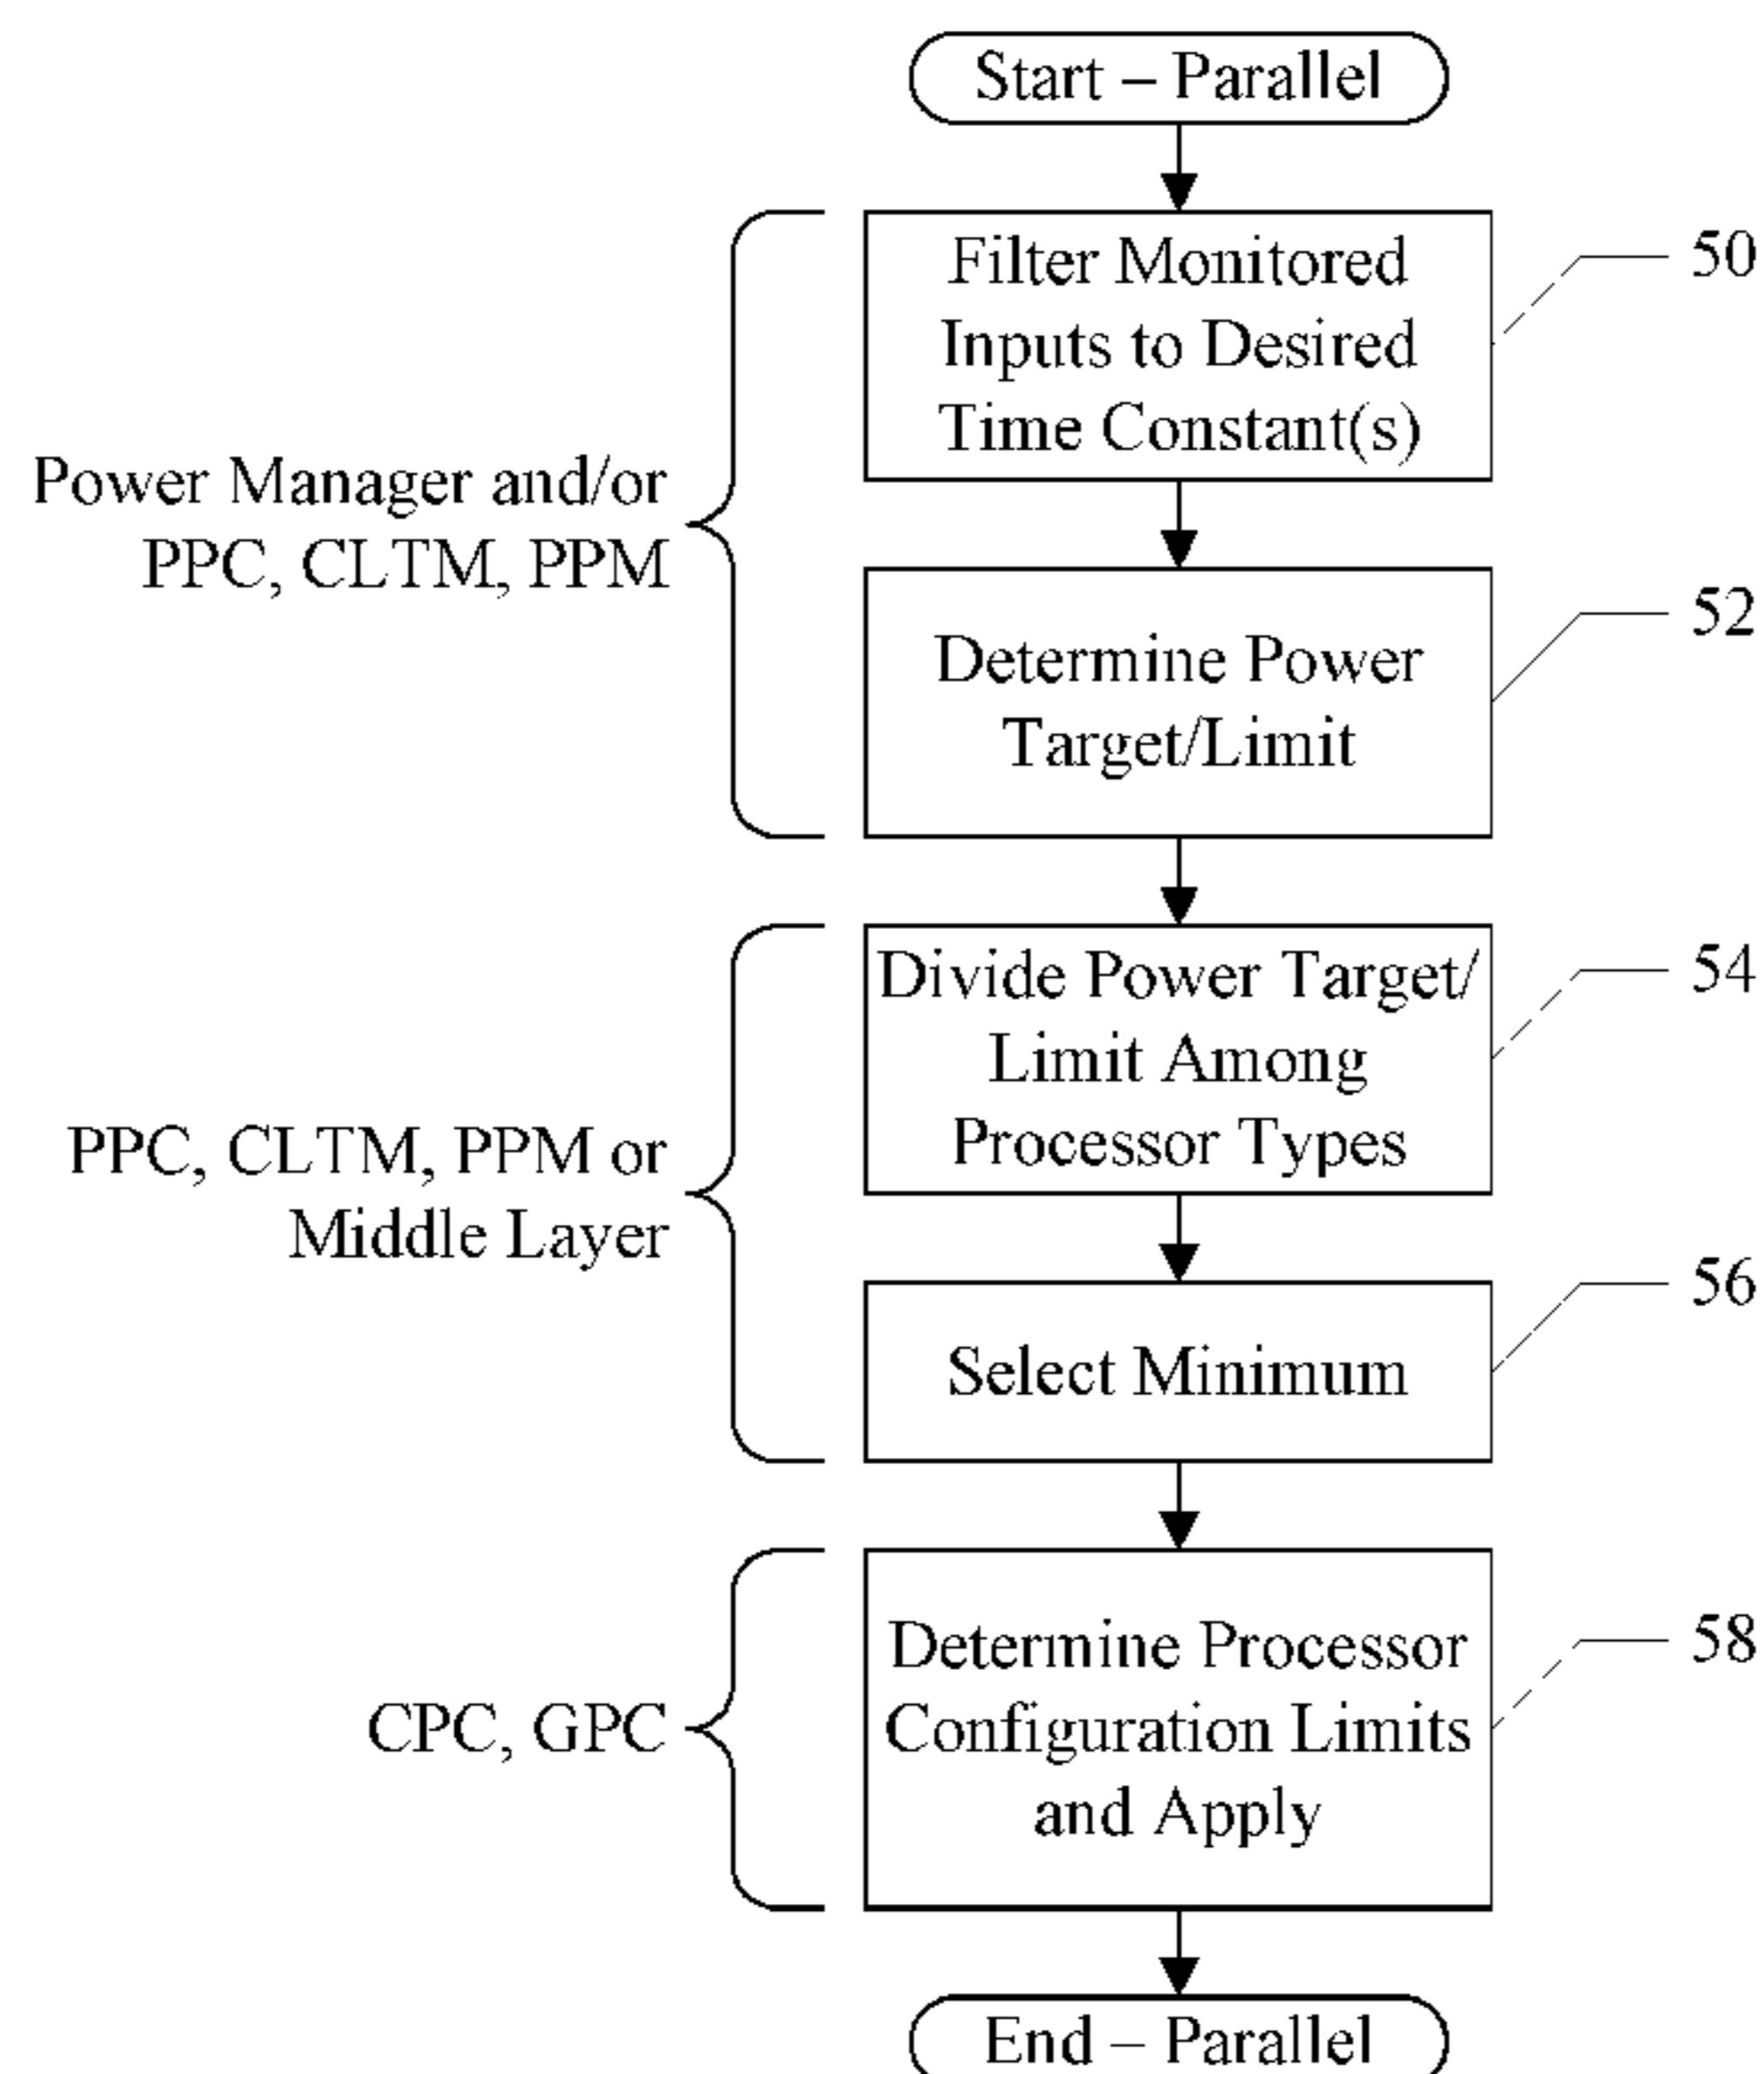 Start – Parallel
Filter Monitored
Inputs to Desired
Time Constant(s)
50
Power Manager and/or
PPC, CLTM, PPM
Determine Power
Target/Limit
52
Divide Power Target/
Limit Among
Processor Types
54
PPC, CLTM, PPM or
Middle Layer
Select Minimum
56
Determine Processor
Configuration Limits
and Apply
58
CPC, GPC
End – Parallel